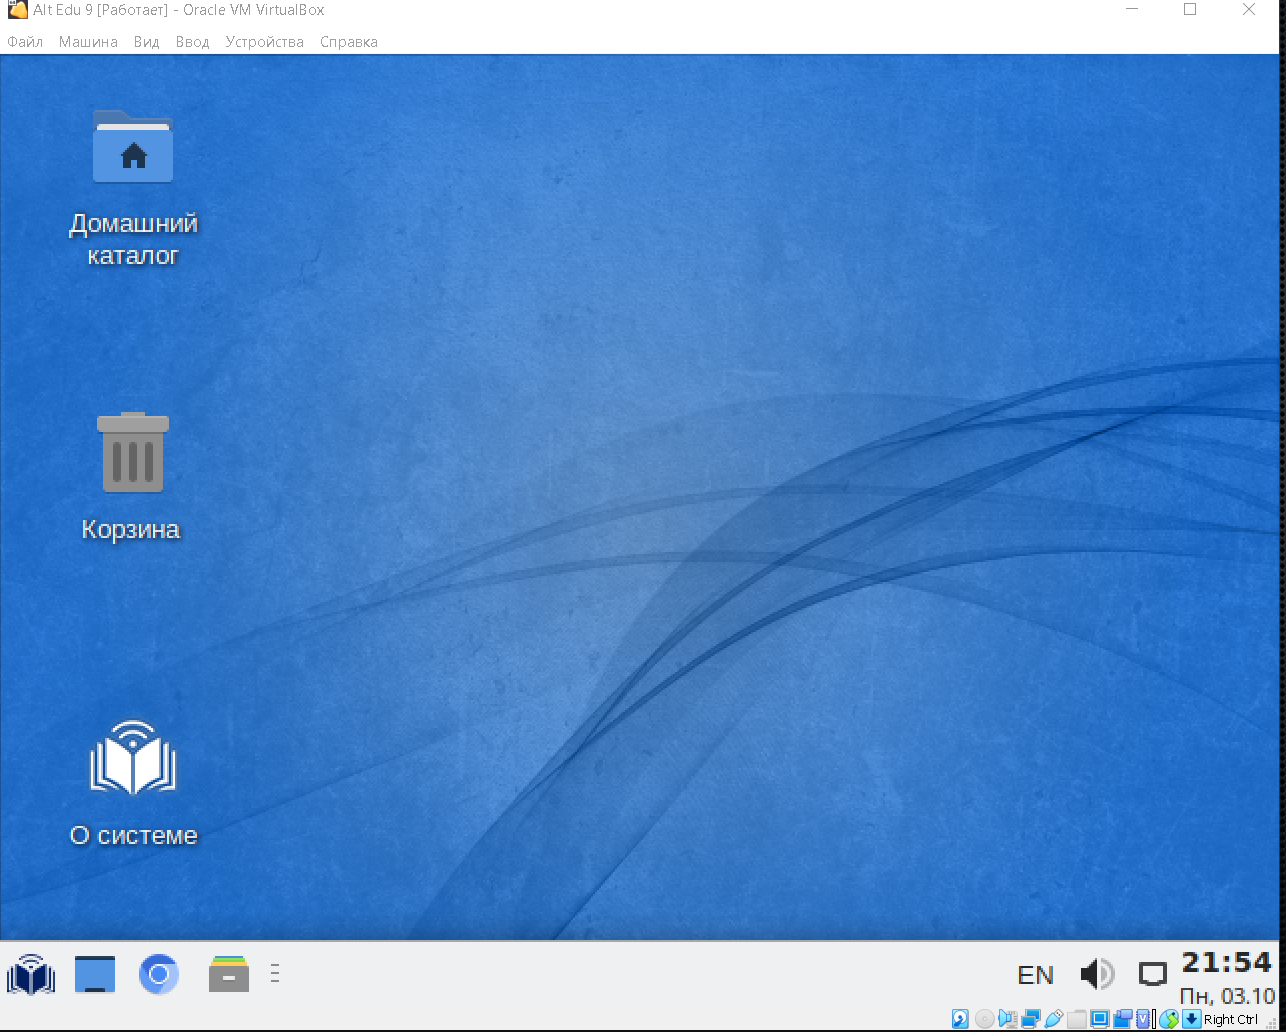 Alt Edu 9 [Работает] - Oracle VM VirtualBox
Файл Машина Вид Ввод Устройства Справка
Домашний
каталог
Корзина
О системе
EN
21:54
Пн, 03.10
Right Ctrl